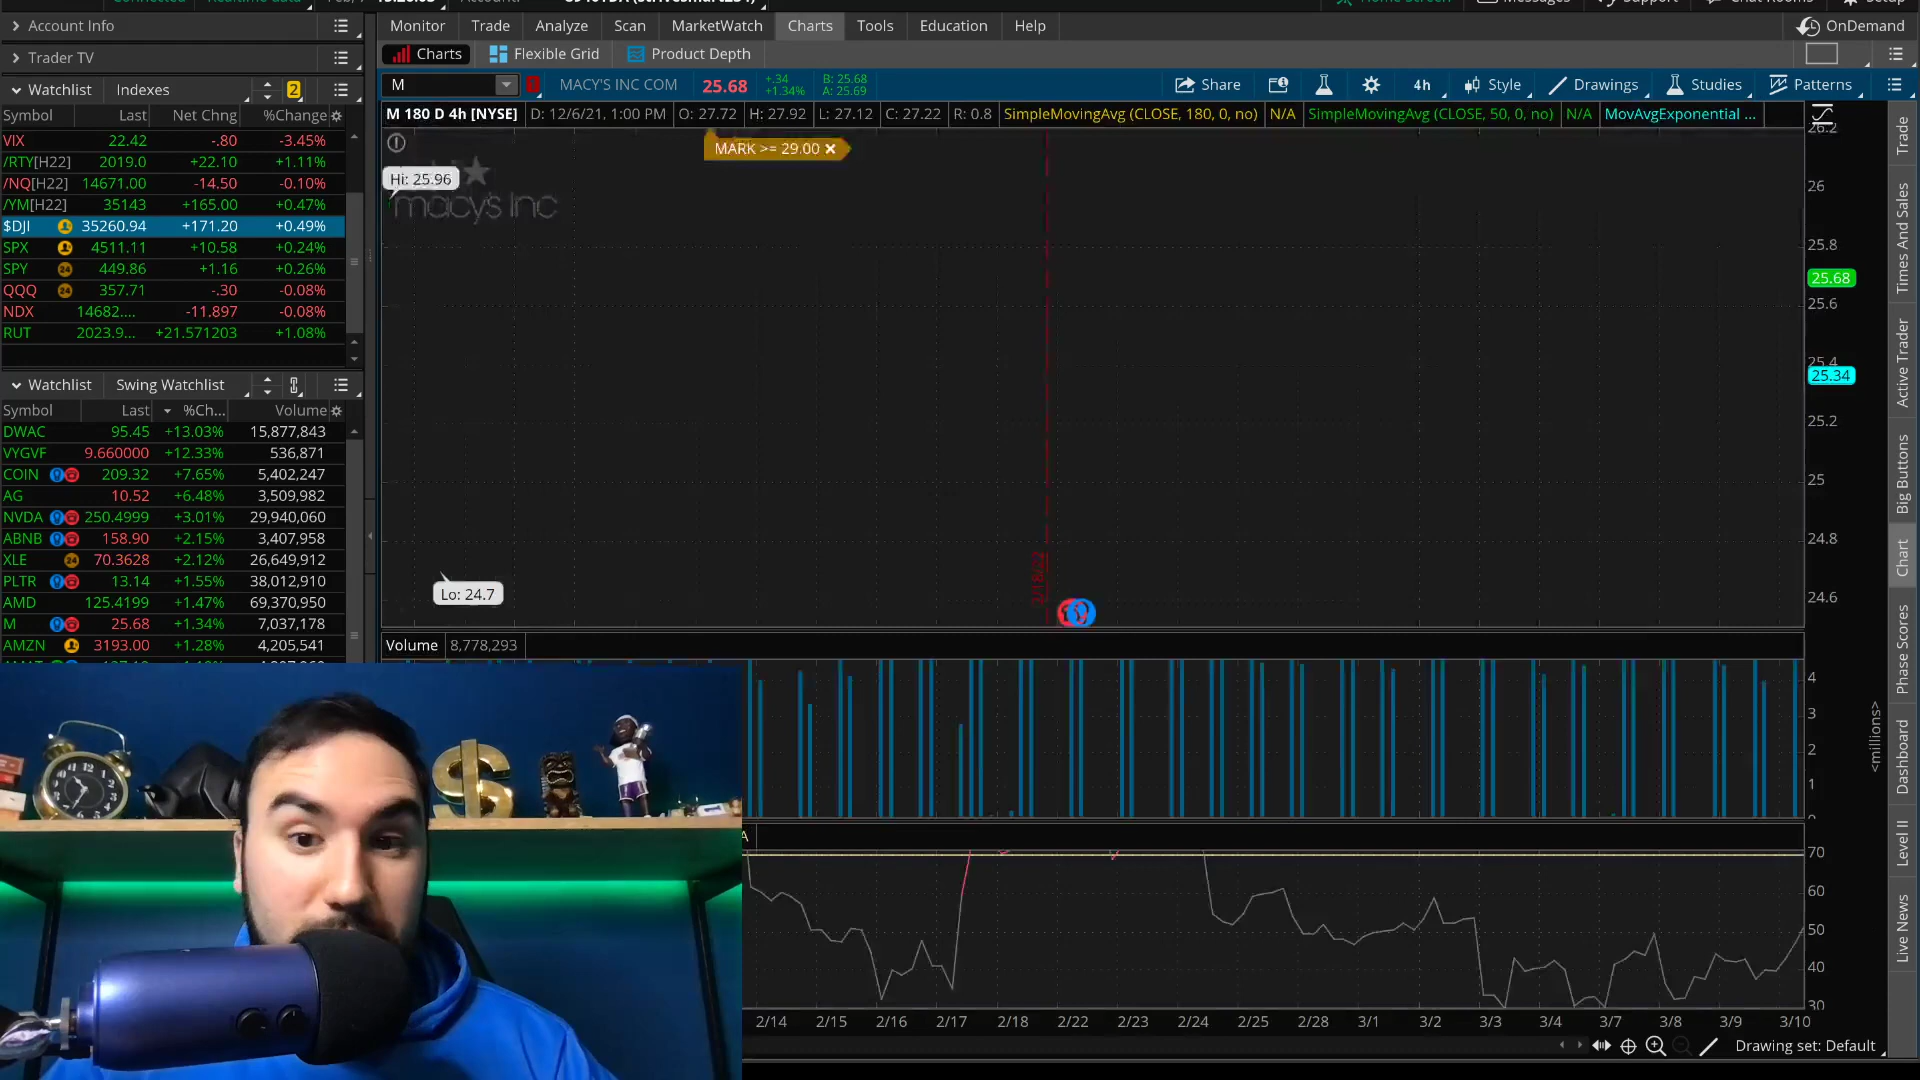 Account Info
Monitor Trade Analyze Scan MarketWatch Charts Tools Education Help OnDemand
Trader TV
Charts Flexible Grid Product Depth
Watchlist Indexes 2
M MACY'S INC COM 25.68 +.34 +1.34% B: 25.68 A: 25.69 Share 4h Style Drawings Studies Patterns
Symbol Last Net Chng %Change
M 180 D 4h [NYSE] D: 12/6/21, 1:00 PM O: 27.72 H: 27.92 L: 27.12 C: 27.22 R: 0.8 SimpleMovingAvg (CLOSE, 180, 0, no) N/A SimpleMovingAvg (CLOSE, 50, 0, no) N/A MovAvgExponential ...
VIX 22.42 -.80 -3.45%
/RTY[H22] 2019.0 +22.10 +1.11%
/NQ[H22] 14671.00 -14.50 -0.10%
/YM[H22] 35143 +165.00 +0.47%
$DJI 35260.94 +171.20 +0.49%
SPX 4511.11 +10.58 +0.24%
SPY 24 449.86 +1.16 +0.26%
QQQ 24 357.71 -.30 -0.08%
NDX 14682.... -11.897 -0.08%
RUT 2023.9... +21.571203 +1.08%
MARK >= 29.00
Hi: 25.96
macy's inc
Lo: 24.7
26.2
26
25.8
25.68
25.6
25.4
25.34
25.2
25
24.8
24.6
Watchlist Swing Watchlist
Symbol Last %Ch... Volume
DWAC 95.45 +13.03% 15,877,843
VYGVF 9.660000 +12.33% 536,871
COIN 209.32 +7.65% 5,402,247
AG 10.52 +6.48% 3,509,982
NVDA 250.4999 +3.01% 29,940,060
ABNB 158.90 +2.15% 3,407,958
XLE 24 70.3628 +2.12% 26,649,912
PLTR 13.14 +1.55% 38,012,910
AMD 125.4199 +1.47% 69,370,950
M 25.68 +1.34% 7,037,178
AMZN 3193.00 +1.28% 4,205,541
Volume 8,778,293
4
3
2
1
<millions>
70
60
50
40
30
2/14 2/15 2/16 2/17 2/18 2/22 2/23 2/24 2/25 2/28 3/1 3/2 3/3 3/4 3/7 3/8 3/9 3/10
Drawing set: Default
Trade
Times And Sales
Active Trader
Big Buttons
Chart
Phase Scores
Dashboard
Level II
Live News